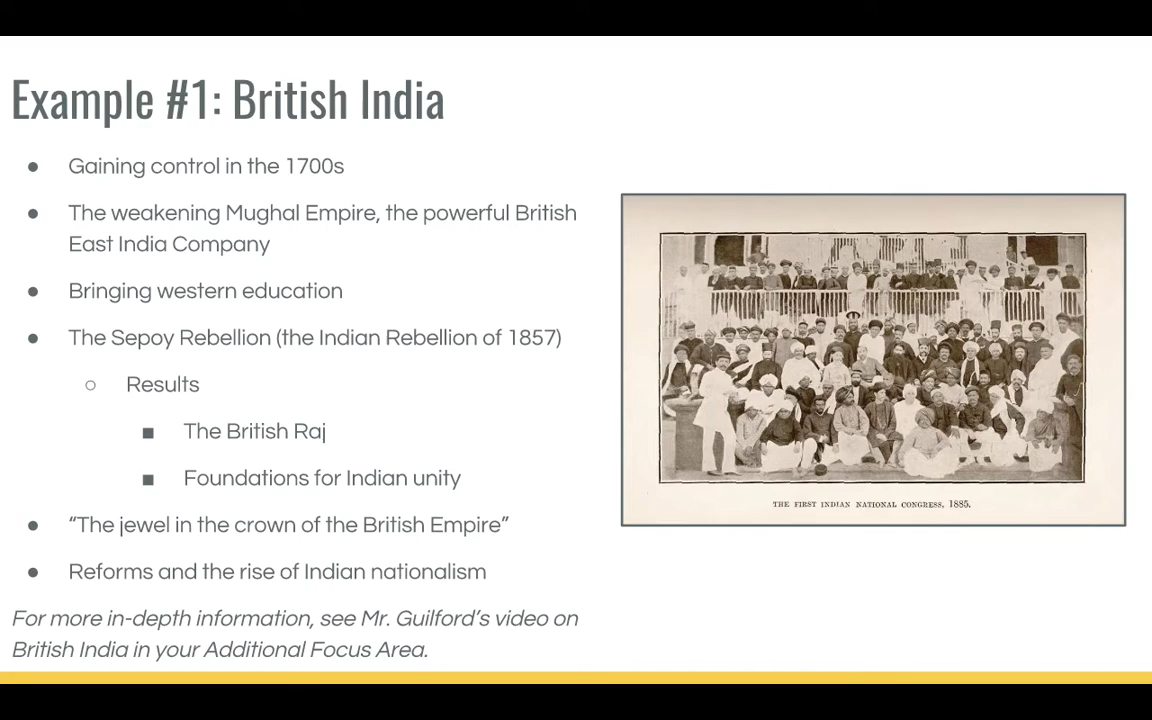 Example #1: British India
● Gaining control in the 1700s
● The weakening Mughal Empire, the powerful British
East India Company
● Bringing western education
● The Sepoy Rebellion (the Indian Rebellion of 1857)
○ Results
■ The British Raj
■ Foundations for Indian unity
● “The jewel in the crown of the British Empire”
● Reforms and the rise of Indian nationalism
For more in-depth information, see Mr. Guilford’s video on
British India in your Additional Focus Area.
THE FIRST INDIAN NATIONAL CONGRESS, 1885.